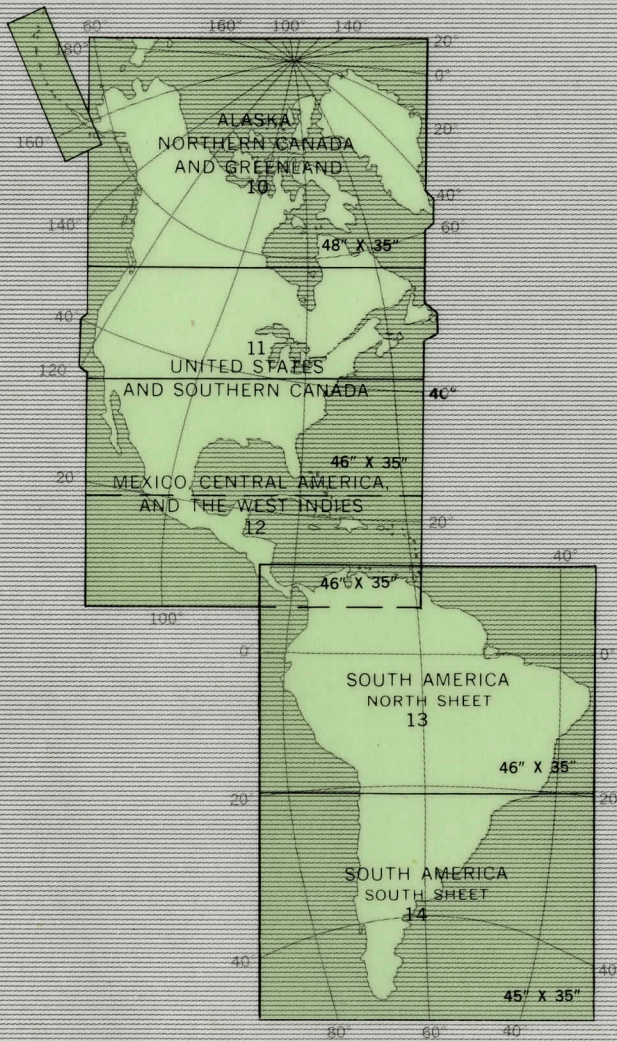 60° 160° 100° 140°
180° 20°
0°
160 20°
ALASKA
NORTHERN CANADA
AND GREENLAND
10
40°
140° 60°
48" X 35"
40°
11
120° UNITED STATES
AND SOUTHERN CANADA 40°
46" X 35"
20 MEXICO, CENTRAL AMERICA,
AND THE WEST INDIES
12 20°
40°
46" X 35"
100°
0° 0°
SOUTH AMERICA
NORTH SHEET
13
46" X 35"
20° 20
SOUTH AMERICA
SOUTH SHEET
14
40 40
45" X 35"
80° 60° 40